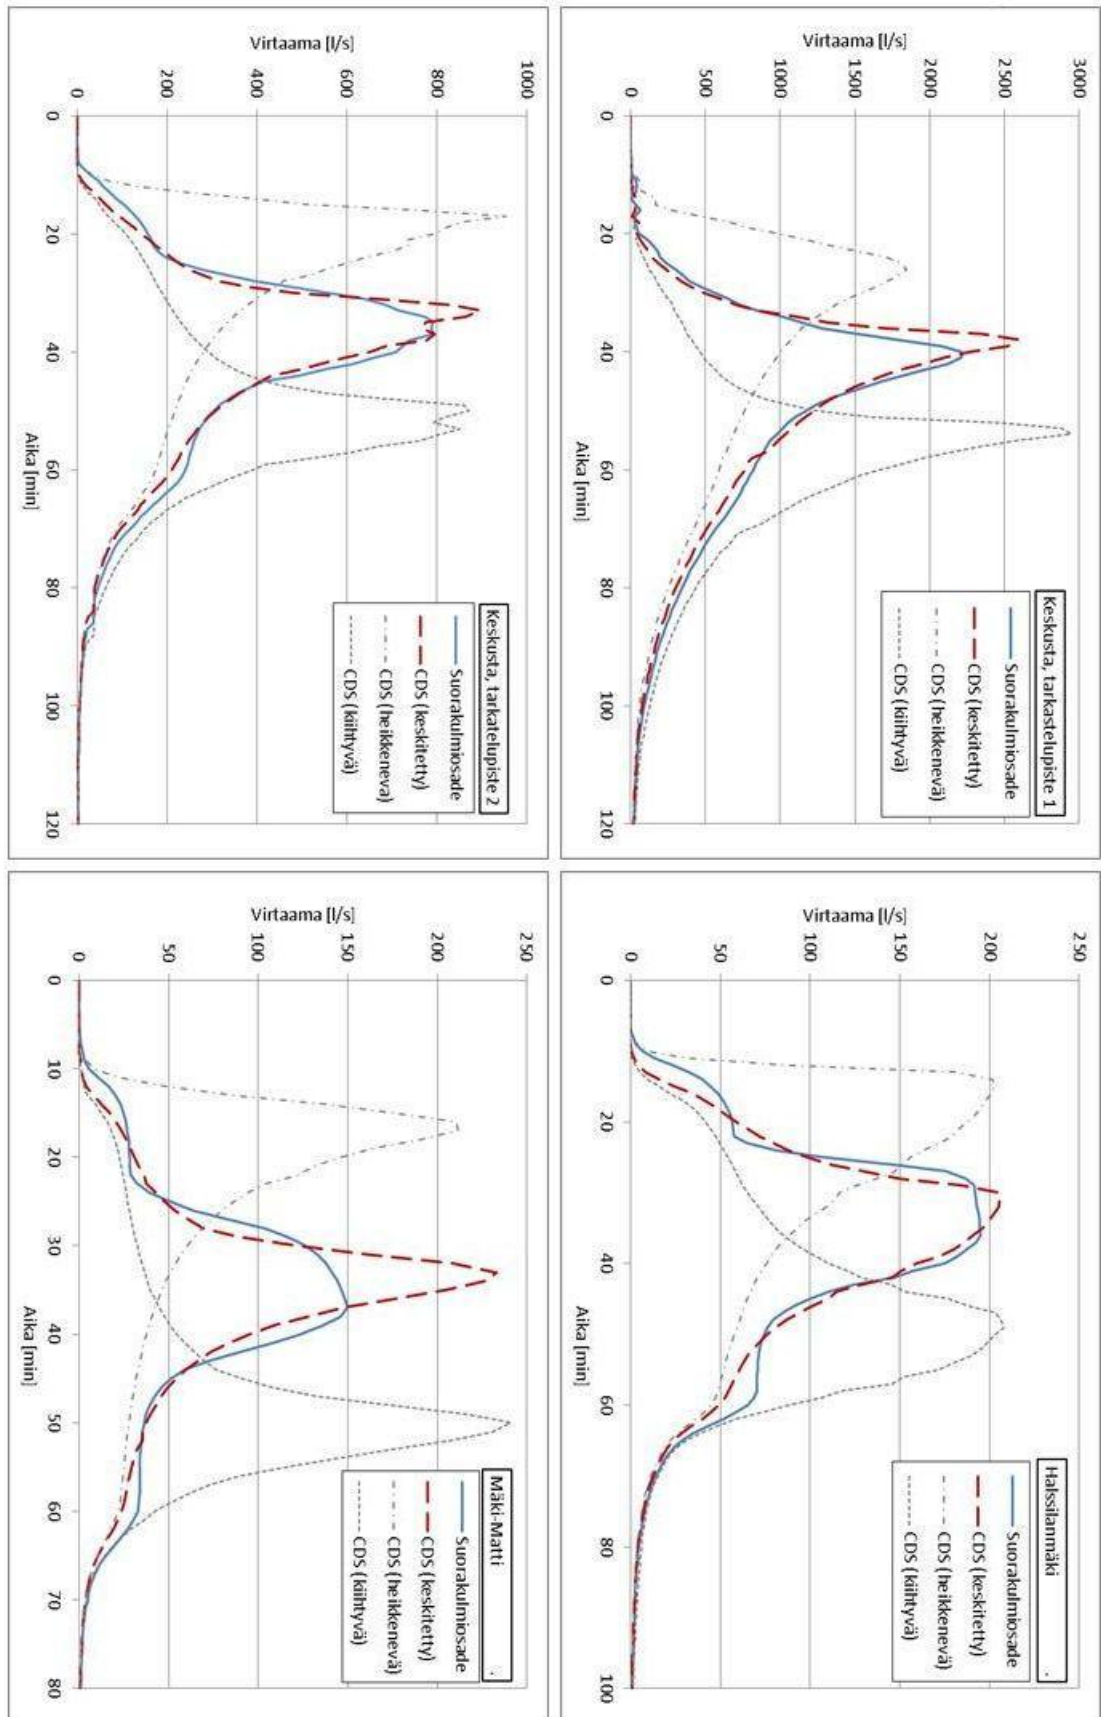 Virtaama [l/s]
3000
2500
2000
1500
1000
500
0
Keskusta, tarkastelupiste 1
Suorakulmiosade
CDS (keskitetty)
CDS (heikkenevä)
CDS (kiihtyvä)
0 20 40 60 80 100 120
Aika [min]
Virtaama [l/s]
250
200
150
100
50
0
Halssilanmäki .
Suorakulmiosade
CDS (keskitetty)
CDS (heikkenevä)
CDS (kiihtyvä)
0 20 40 60 80 100
Aika [min]
Virtaama [l/s]
1000
800
600
400
200
0
Keskusta, tarkatelupiste 2
Suorakulmiosade
CDS (keskitetty)
CDS (heikkeneva)
CDS (kiihtyvä)
0 20 40 60 80 100 120
Aika [min]
Virtaama [l/s]
250
200
150
100
50
0
Mäki-Matti .
Suorakulmiosade
CDS (keskitetty)
CDS (heikkenevä)
CDS (kiihtyvä)
0 10 20 30 40 50 60 70 80
Aika [min]